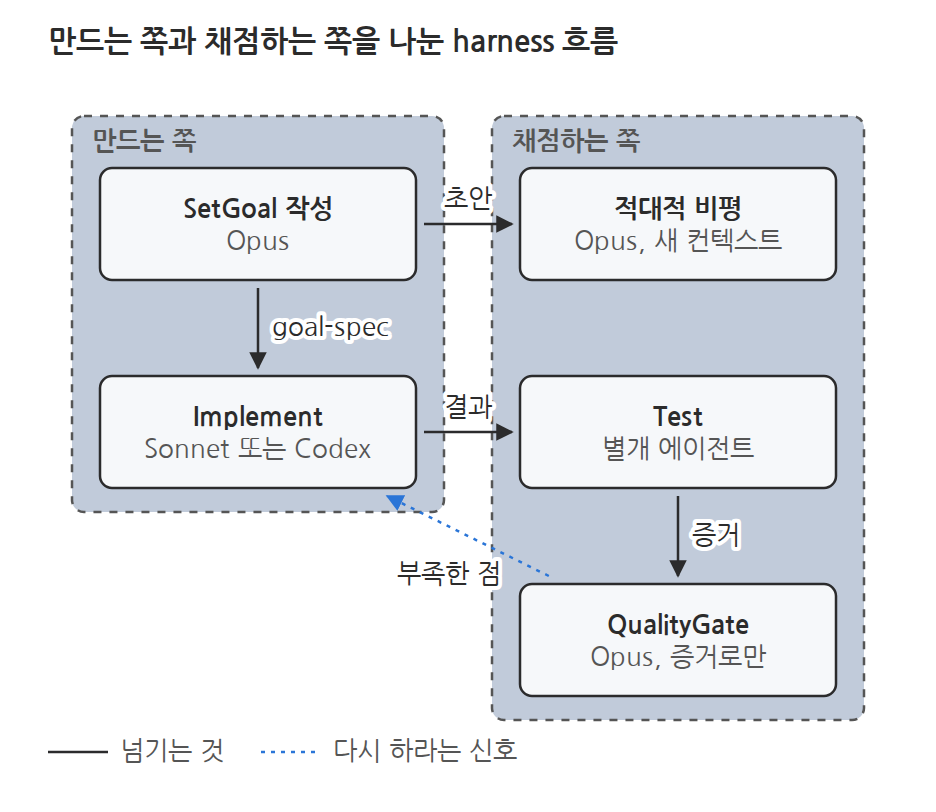 만드는 쪽과 채점하는 쪽을 나눈 harness 흐름
만드는 쪽
채점하는 쪽
SetGoal 작성
Opus
초안
적대적 비평
Opus, 새 컨텍스트
goal-spec
Implement
Sonnet 또는 Codex
결과
Test
별개 에이전트
증거
부족한 점
QualityGate
Opus, 증거로만
넘기는 것
다시 하라는 신호